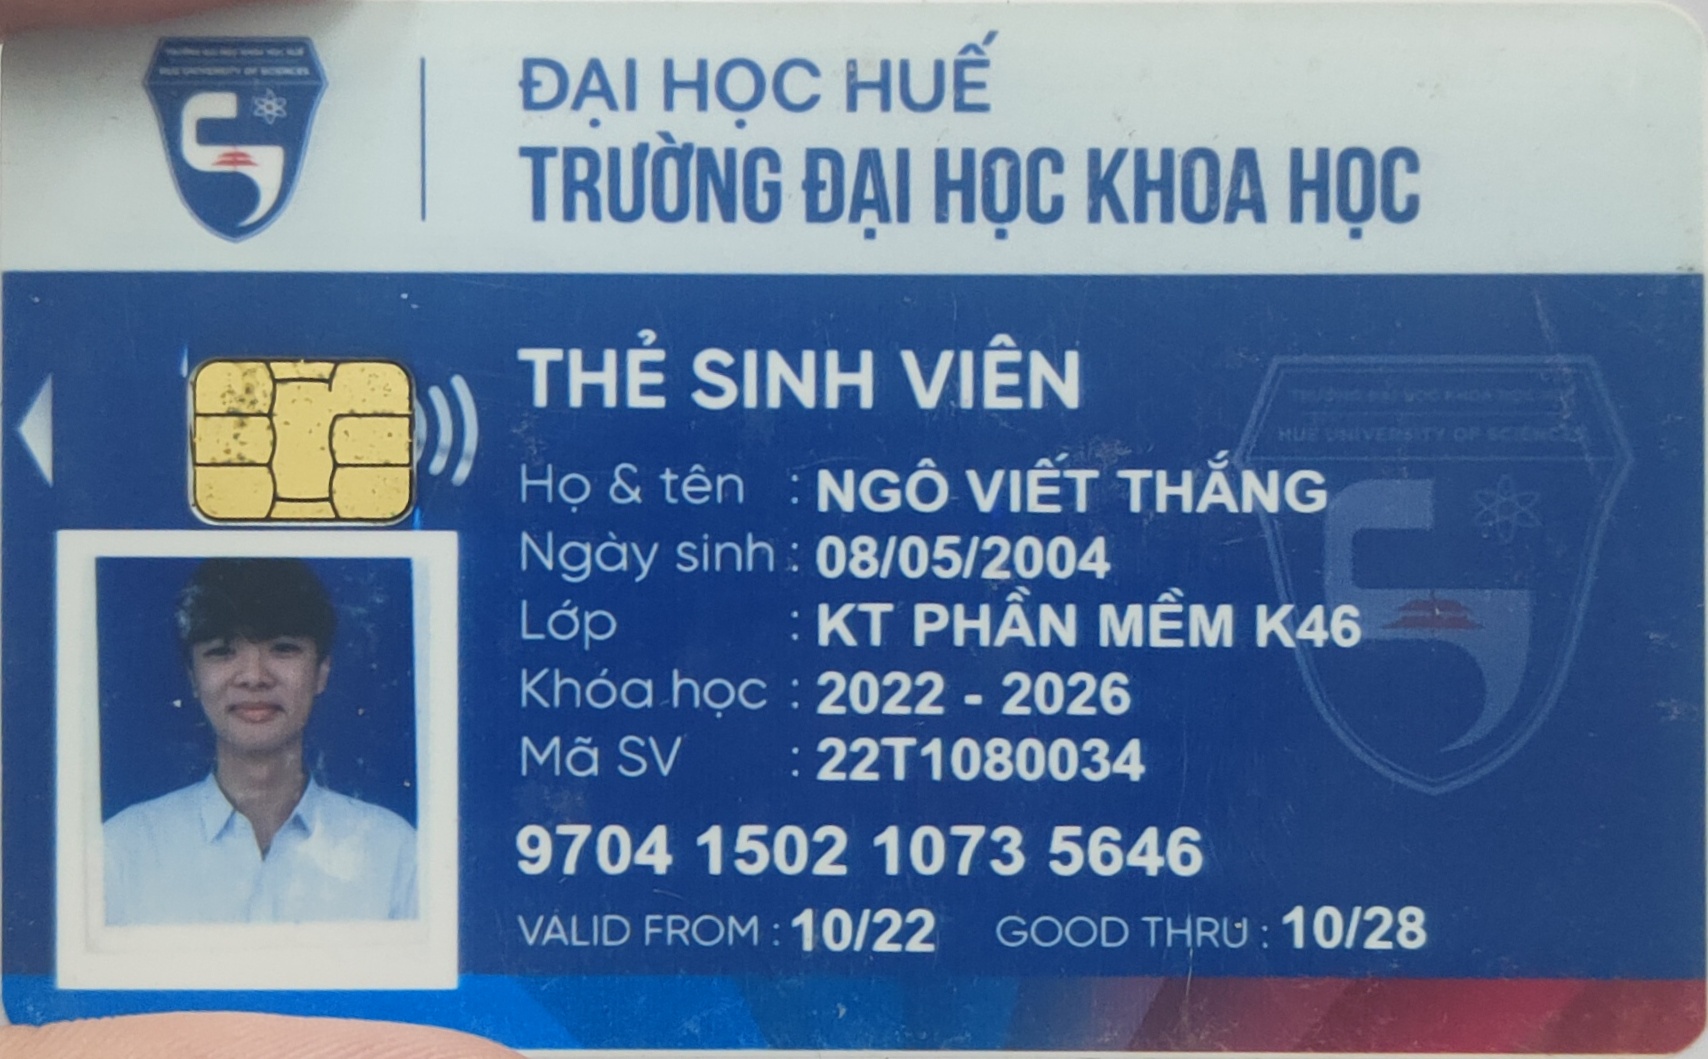 TRƯỜNG ĐẠI HỌC KHOA HỌC HUẾ
HUE UNIVERSITY OF SCIENCES
ĐẠI HỌC HUẾ
TRƯỜNG ĐẠI HỌC KHOA HỌC
THẺ SINH VIÊN
TRƯỜNG ĐẠI HỌC KHOA HỌC HUẾ
HUE UNIVERSITY OF SCIENCES
Họ & tên : NGÔ VIẾT THẮNG
Ngày sinh : 08/05/2004
Lớp : KT PHẦN MỀM K46
Khóa học : 2022 - 2026
Mã SV : 22T1080034
9704 1502 1073 5646
VALID FROM : 10/22 GOOD THRU : 10/28